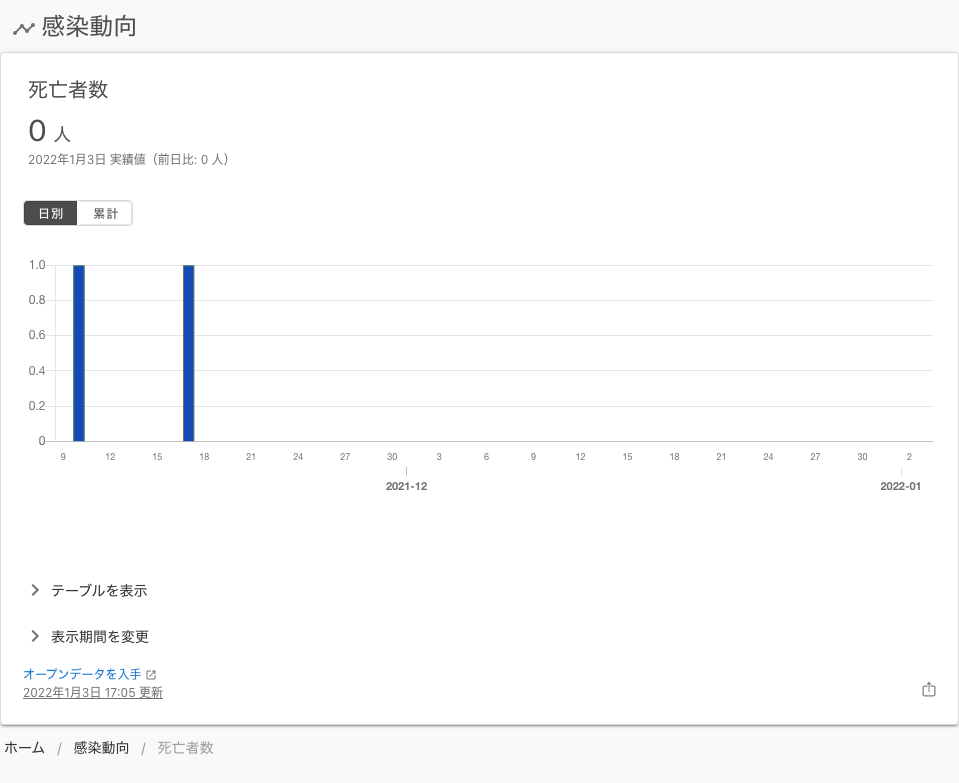 感染動向
死亡者数
0 人
2022年1月3日 実績値（前日比: 0 人）
日別 累計
1.0
0.8
0.6
0.4
0.2
0
9 12 15 18 21 24 27 30 3 6 9 12 15 18 21 24 27 30 2
2021-12 2022-01
テーブルを表示
表示期間を変更
オープンデータを入手
2022年1月3日 17:05 更新
ホーム / 感染動向 / 死亡者数